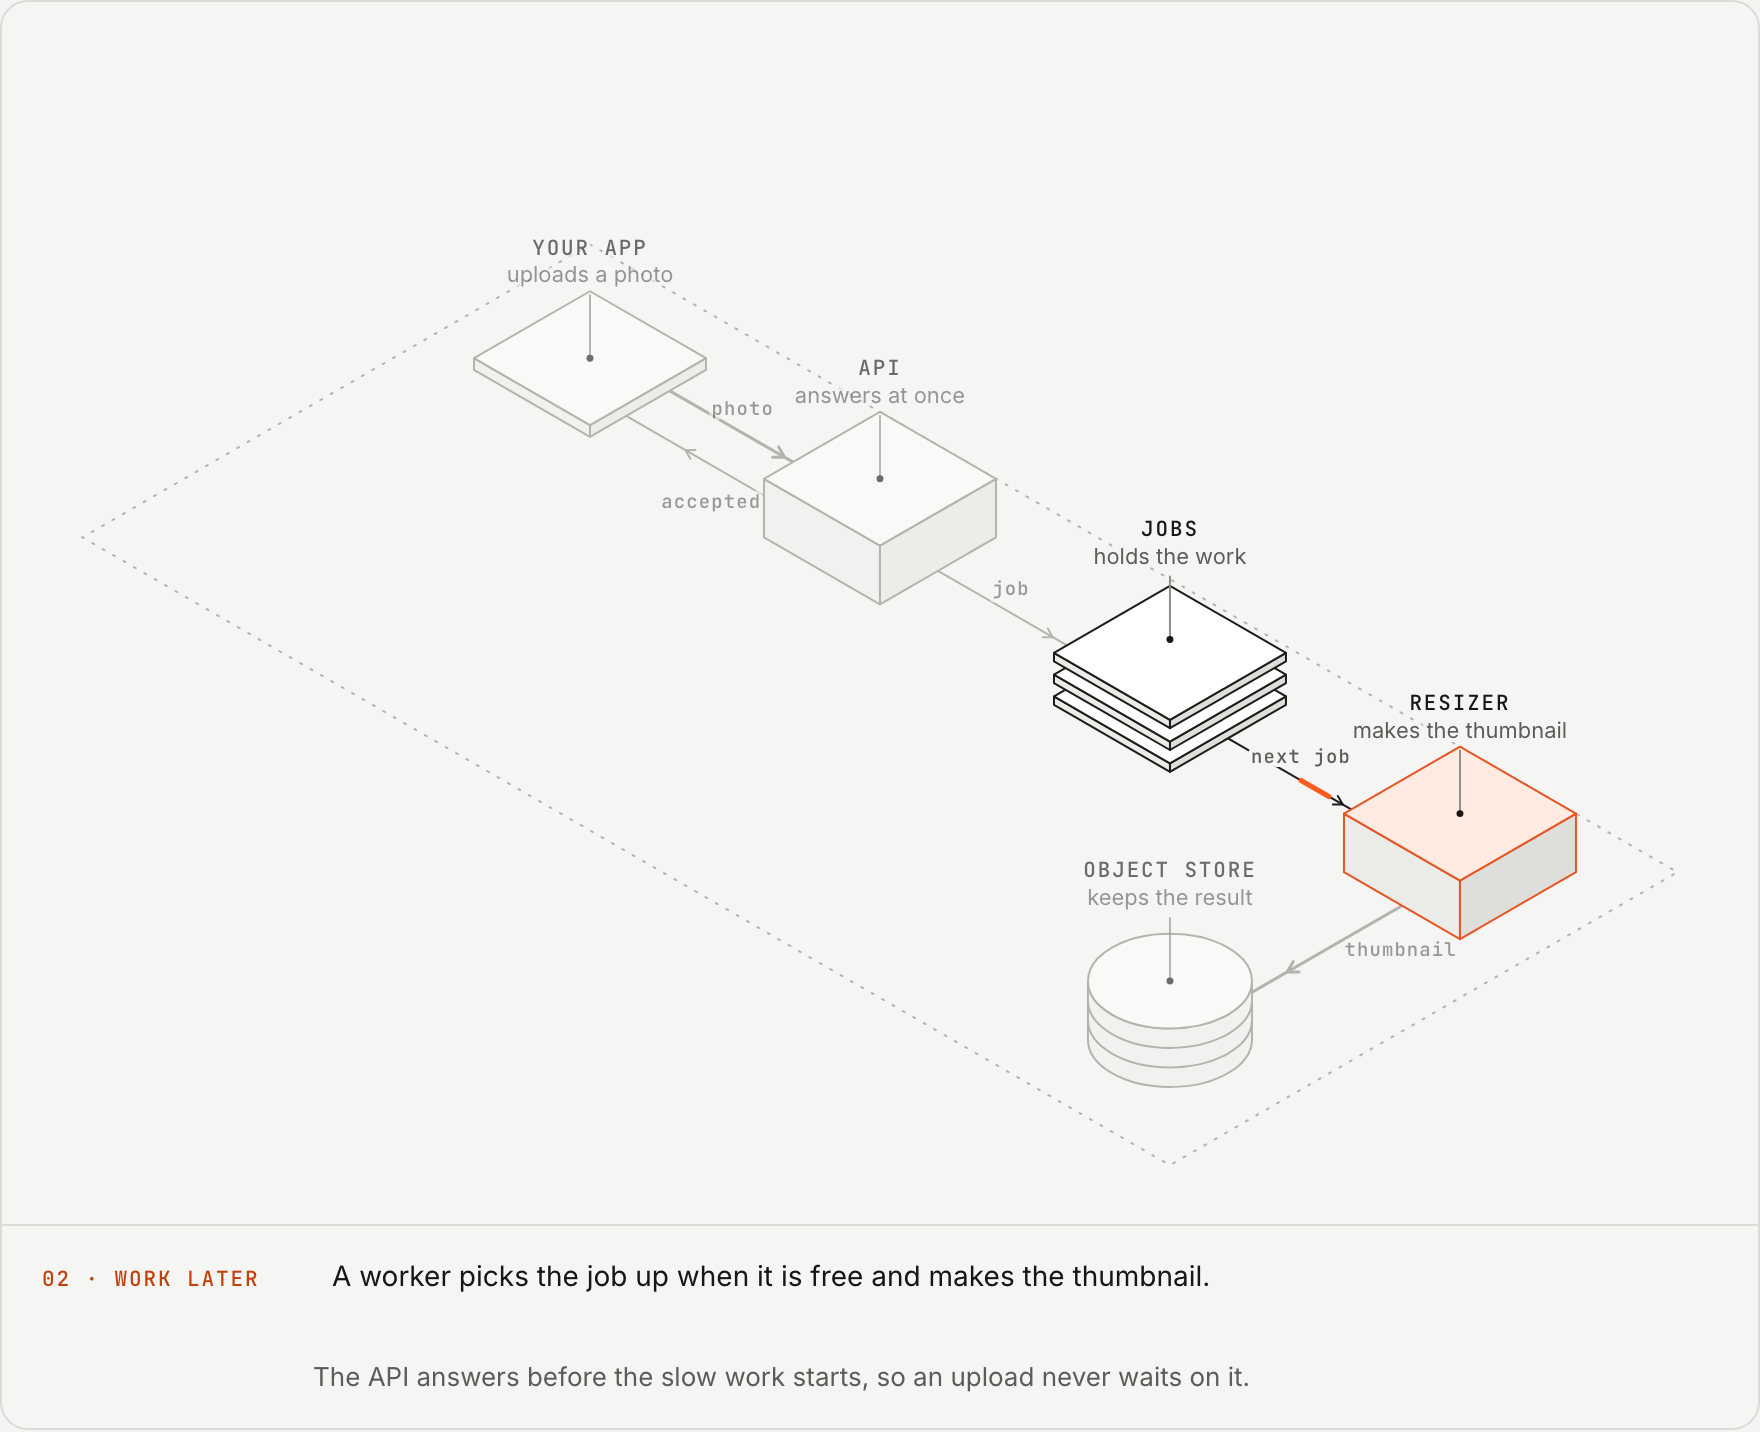 YOUR APP
uploads a photo
API
answers at once
photo
accepted
JOBS
holds the work
job
RESIZER
makes the thumbnail
next job
OBJECT STORE
keeps the result
thumbnail
02 · WORK LATER
A worker picks the job up when it is free and makes the thumbnail.
The API answers before the slow work starts, so an upload never waits on it.